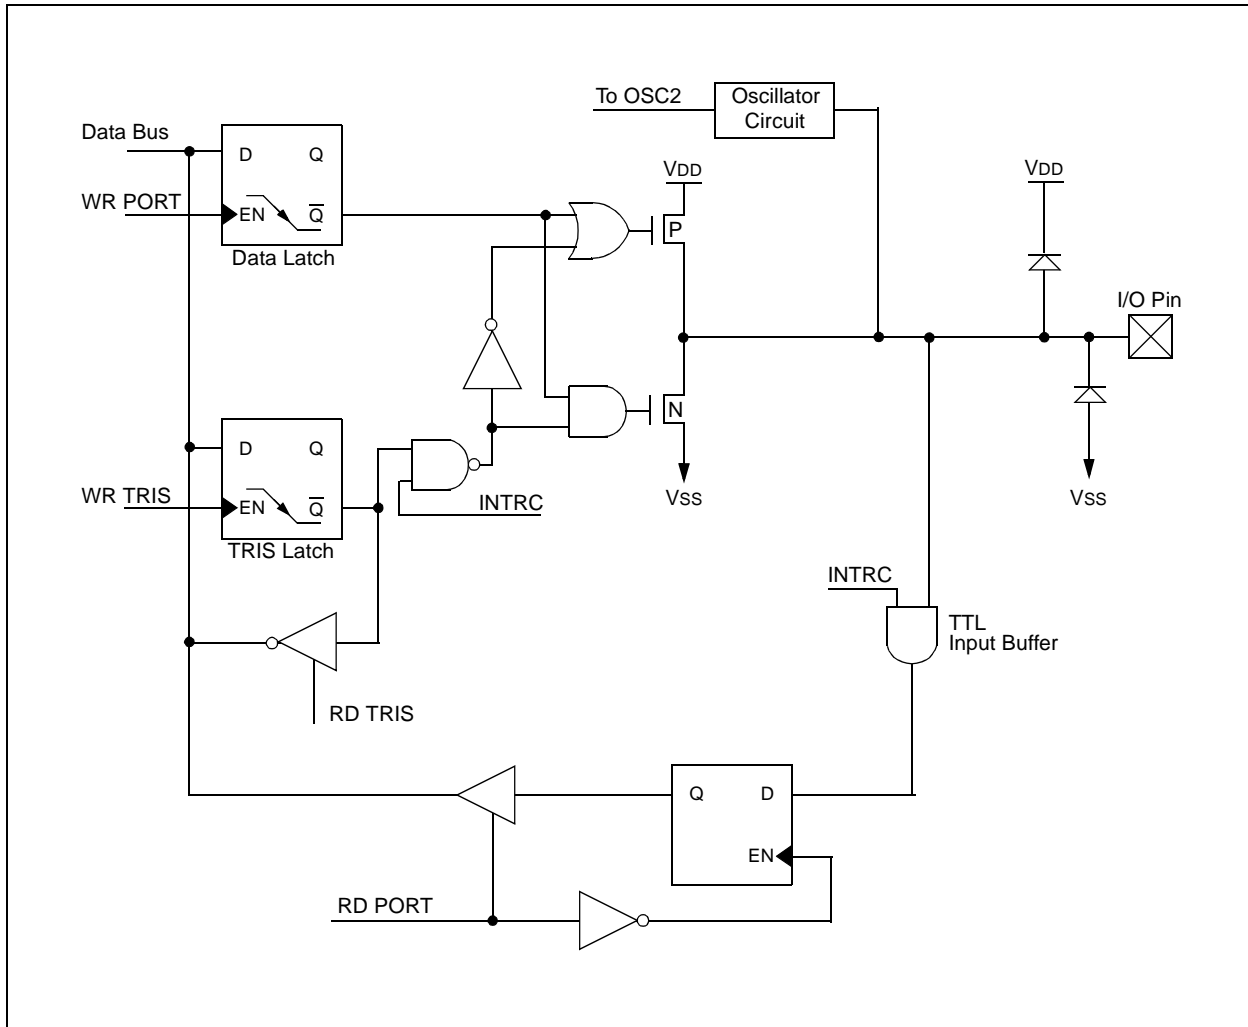 To OSC2
Oscillator
Circuit
Data Bus
D Q
WR PORT
EN Q̅
Data Latch
VDD
P
VDD
I/O Pin
N
VSS
VSS
D Q
WR TRIS
EN Q̅
TRIS Latch
INTRC
INTRC
TTL
Input Buffer
RD TRIS
Q D
EN
RD PORT